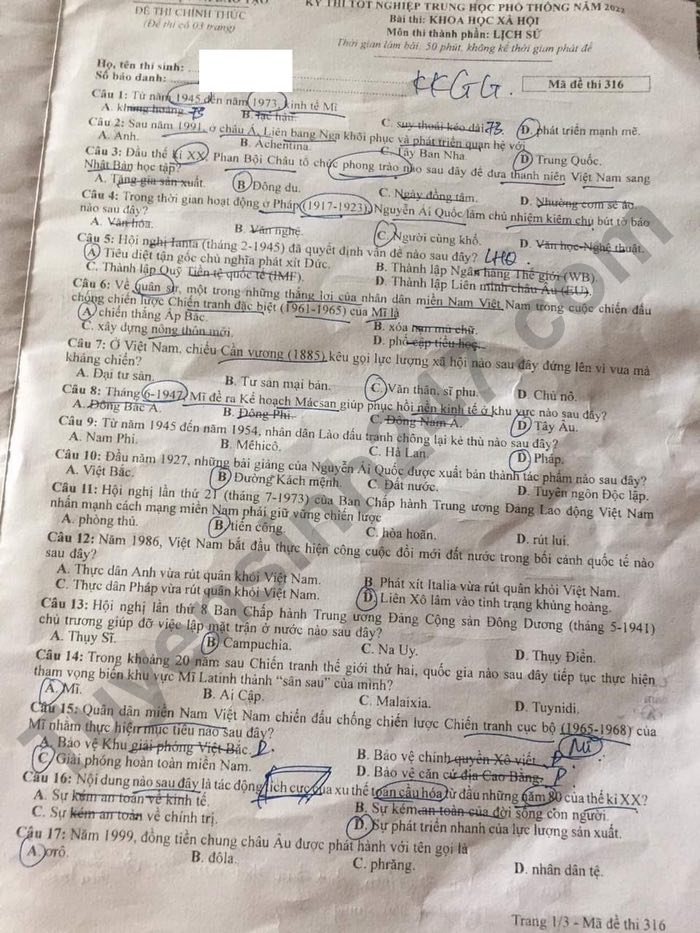 ĐỀ THI CHÍNH THỨC
(Đề thi có 03 trang)
KỲ THI TỐT NGHIỆP TRUNG HỌC PHỔ THÔNG NĂM 2022
Bài thi: KHOA HỌC XÃ HỘI
Môn thi thành phần: LỊCH SỬ
Thời gian làm bài: 50 phút, không kể thời gian phát đề
Họ, tên thí sinh:
Số báo danh:
KKGG.
Mã đề thi 316
Câu 1: Từ năm 1945 đến năm 1973, kinh tế Mĩ
A. khủng hoảng B. lạc hậu. C. suy thoái kéo dài. D. phát triển mạnh mẽ.
Câu 2: Sau năm 1991, ở châu Á, Liên bang Nga khôi phục và phát triển quan hệ với
A. Anh. B. Achentina. C. Tây Ban Nha D. Trung Quốc.
Câu 3: Đầu thế kỉ XX, Phan Bội Châu tổ chức phong trào nào sau đây để đưa thanh niên Việt Nam sang
Nhật Bản học tập?
A. Tăng gia sản xuất. B. Đông du. C. Ngày đồng tâm. D. Nhường cơm sẻ áo.
Câu 4: Trong thời gian hoạt động ở Pháp (1917-1923), Nguyễn Ái Quốc làm chủ nhiệm kiêm chủ bút tờ báo
nào sau đây?
A. Văn hóa. B. Văn nghệ. C. Người cùng khổ. D. Văn học-Nghệ thuật.
Câu 5: Hội nghị Ianta (tháng 2-1945) đã quyết định vấn đề nào sau đây? LHQ
A. Tiêu diệt tận gốc chủ nghĩa phát xít Đức. B. Thành lập Ngân hàng Thế giới (WB)
C. Thành lập Quỹ Tiền tệ quốc tế (IMF). D. Thành lập Liên minh châu Âu (EU).
Câu 6: Về quân sự, một trong những thắng lợi của nhân dân miền Nam Việt Nam trong cuộc chiến đấu
chống chiến lược Chiến tranh đặc biệt (1961-1965) của Mĩ là
A. chiến thắng Ấp Bắc. B. xóa nạn mù chữ.
C. xây dựng nông thôn mới. D. phổ cập tiểu học.
Câu 7: Ở Việt Nam, chiếu Cần vương (1885) kêu gọi lực lượng xã hội nào sau đây đứng lên vì vua mà
kháng chiến?
A. Đại tư sản. B. Tư sản mại bản. C. Văn thân, sĩ phu. D. Chủ nô.
Câu 8: Tháng 6-1947, Mĩ đề ra Kế hoạch Mácsan giúp phục hồi nền kinh tế ở khu vực nào sau đây?
A. Đông Bắc Á. B. Đông Phi. C. Đông Nam Á. D. Tây Âu.
Câu 9: Từ năm 1945 đến năm 1954, nhân dân Lào đấu tranh chống lại kẻ thù nào sau đây?
A. Nam Phi. B. Mêhicô. C. Hà Lan. D. Pháp.
Câu 10: Đầu năm 1927, những bài giảng của Nguyễn Ái Quốc được xuất bản thành tác phẩm nào sau đây?
A. Việt Bắc. B. Đường Kách mệnh. C. Đất nước. D. Tuyên ngôn Độc lập.
Câu 11: Hội nghị lần thứ 21 (tháng 7-1973) của Ban Chấp hành Trung ương Đảng Lao động Việt Nam
nhấn mạnh cách mạng miền Nam phải giữ vững chiến lược
A. phòng thủ. B. tiến công. C. hòa hoãn. D. rút lui.
Câu 12: Năm 1986, Việt Nam bắt đầu thực hiện công cuộc đổi mới đất nước trong bối cảnh quốc tế nào
sau đây?
A. Thực dân Anh vừa rút quân khỏi Việt Nam. B. Phát xít Italia vừa rút quân khỏi Việt Nam.
C. Thực dân Pháp vừa rút quân khỏi Việt Nam. D. Liên Xô lâm vào tình trạng khủng hoảng.
Câu 13: Hội nghị lần thứ 8 Ban Chấp hành Trung ương Đảng Cộng sản Đông Dương (tháng 5-1941)
chủ trương giúp đỡ việc lập mặt trận ở nước nào sau đây?
A. Thụy Sĩ. B. Campuchia. C. Na Uy. D. Thụy Điển.
Câu 14: Trong khoảng 20 năm sau Chiến tranh thế giới thứ hai, quốc gia nào sau đây tiếp tục thực hiện
tham vọng biến khu vực Mĩ Latinh thành “sân sau” của mình?
A. Mĩ. B. Ai Cập. C. Malaixia. D. Tuynidi.
Câu 15: Quân dân miền Nam Việt Nam chiến đấu chống chiến lược Chiến tranh cục bộ (1965-1968) của
Mĩ nhằm thực hiện mục tiêu nào sau đây? Mĩ
A. Bảo vệ Khu giải phóng Việt Bắc. B. Bảo vệ chính quyền Xô viết.
C. Giải phóng hoàn toàn miền Nam. D. Bảo vệ căn cứ địa Cao Bằng.
Câu 16: Nội dung nào sau đây là tác động tích cực của xu thế toàn cầu hóa từ đầu những năm 80 của thế kỉ XX?
A. Sự kém an toàn về kinh tế. B. Sự kém an toàn của đời sống con người.
C. Sự kém an toàn về chính trị. D. Sự phát triển nhanh của lực lượng sản xuất.
Câu 17: Năm 1999, đồng tiền chung châu Âu được phát hành với tên gọi là
A. ơrô. B. đôla. C. phrăng. D. nhân dân tệ.
Trang 1/3 - Mã đề thi 316
Tuyensinh247.com